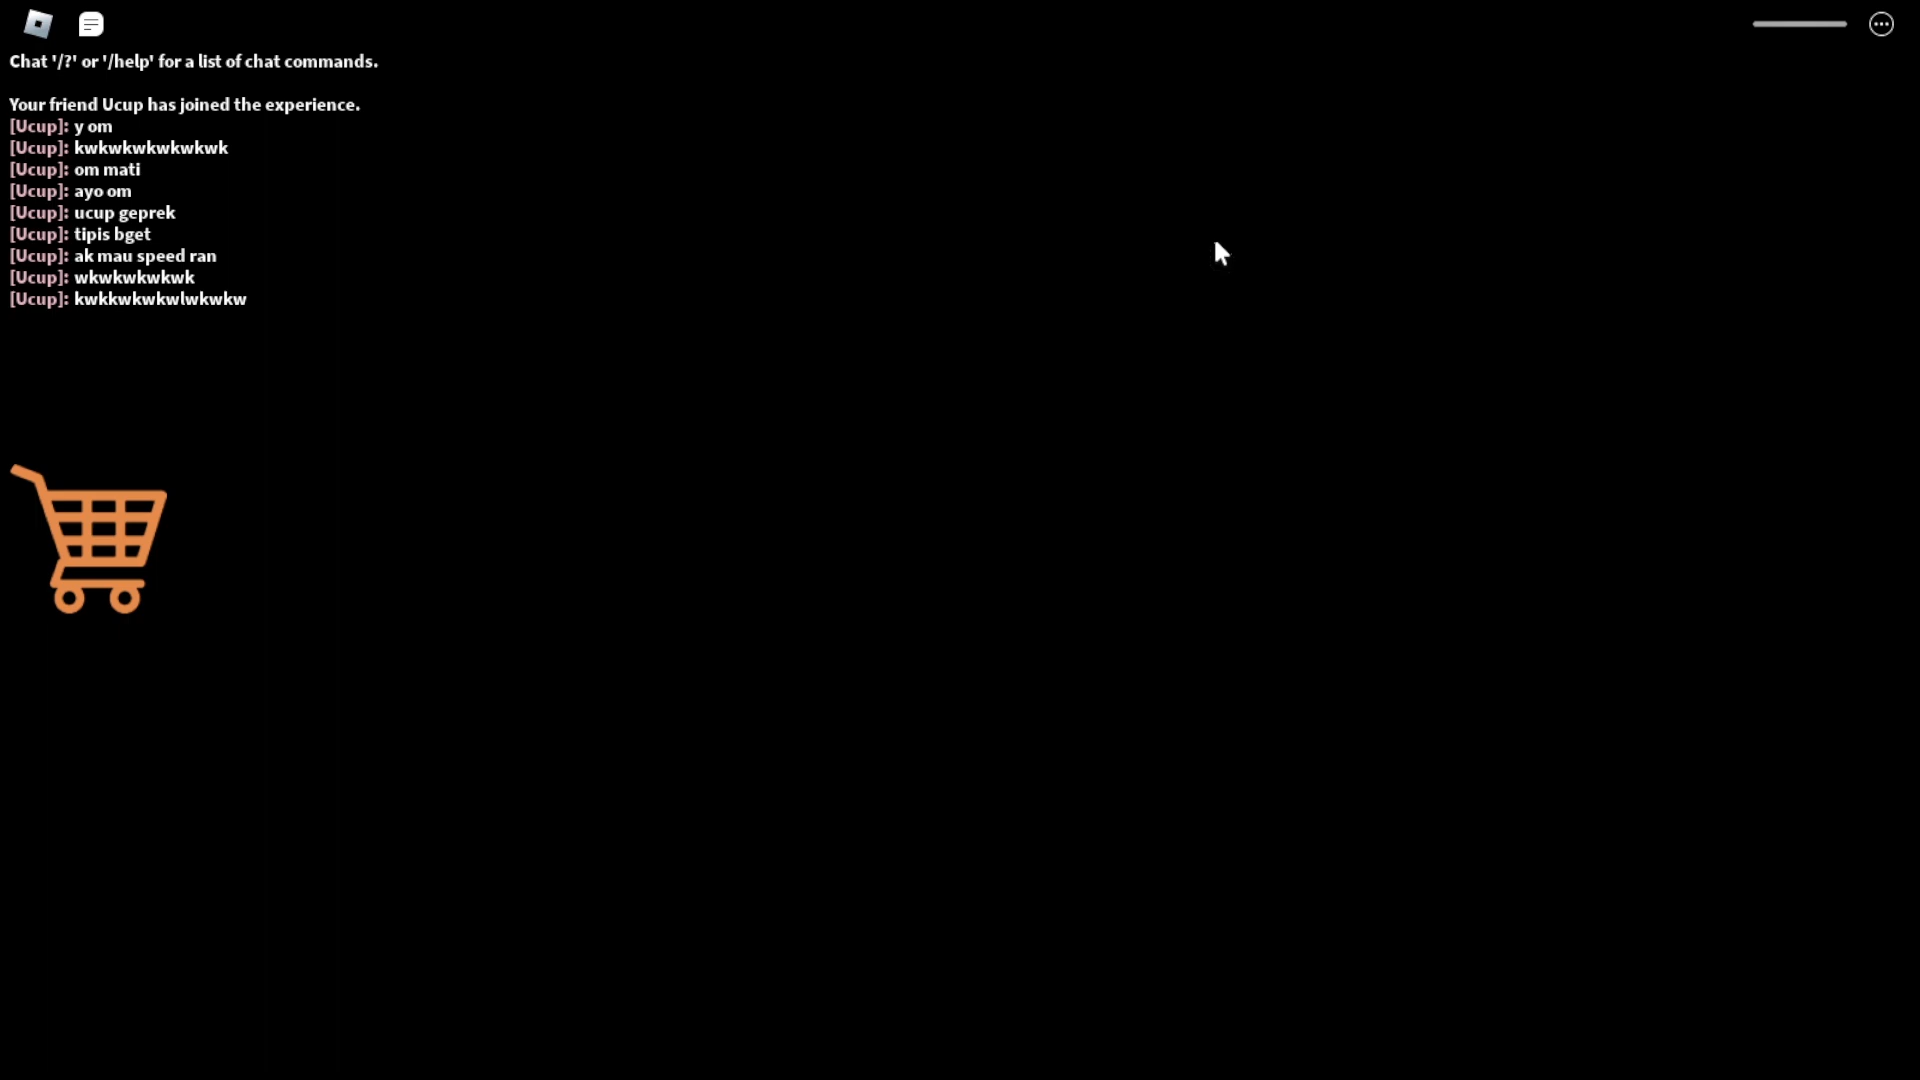 Chat '/?' or '/help' for a list of chat commands.
Your friend Ucup has joined the experience.
[Ucup]: y om
[Ucup]: kwkwkwkwkwkwk
[Ucup]: om mati
[Ucup]: ayo om
[Ucup]: ucup geprek
[Ucup]: tipis bget
[Ucup]: ak mau speed ran
[Ucup]: wkwkwkwkwk
[Ucup]: kwkkwkwkwlwkwkw